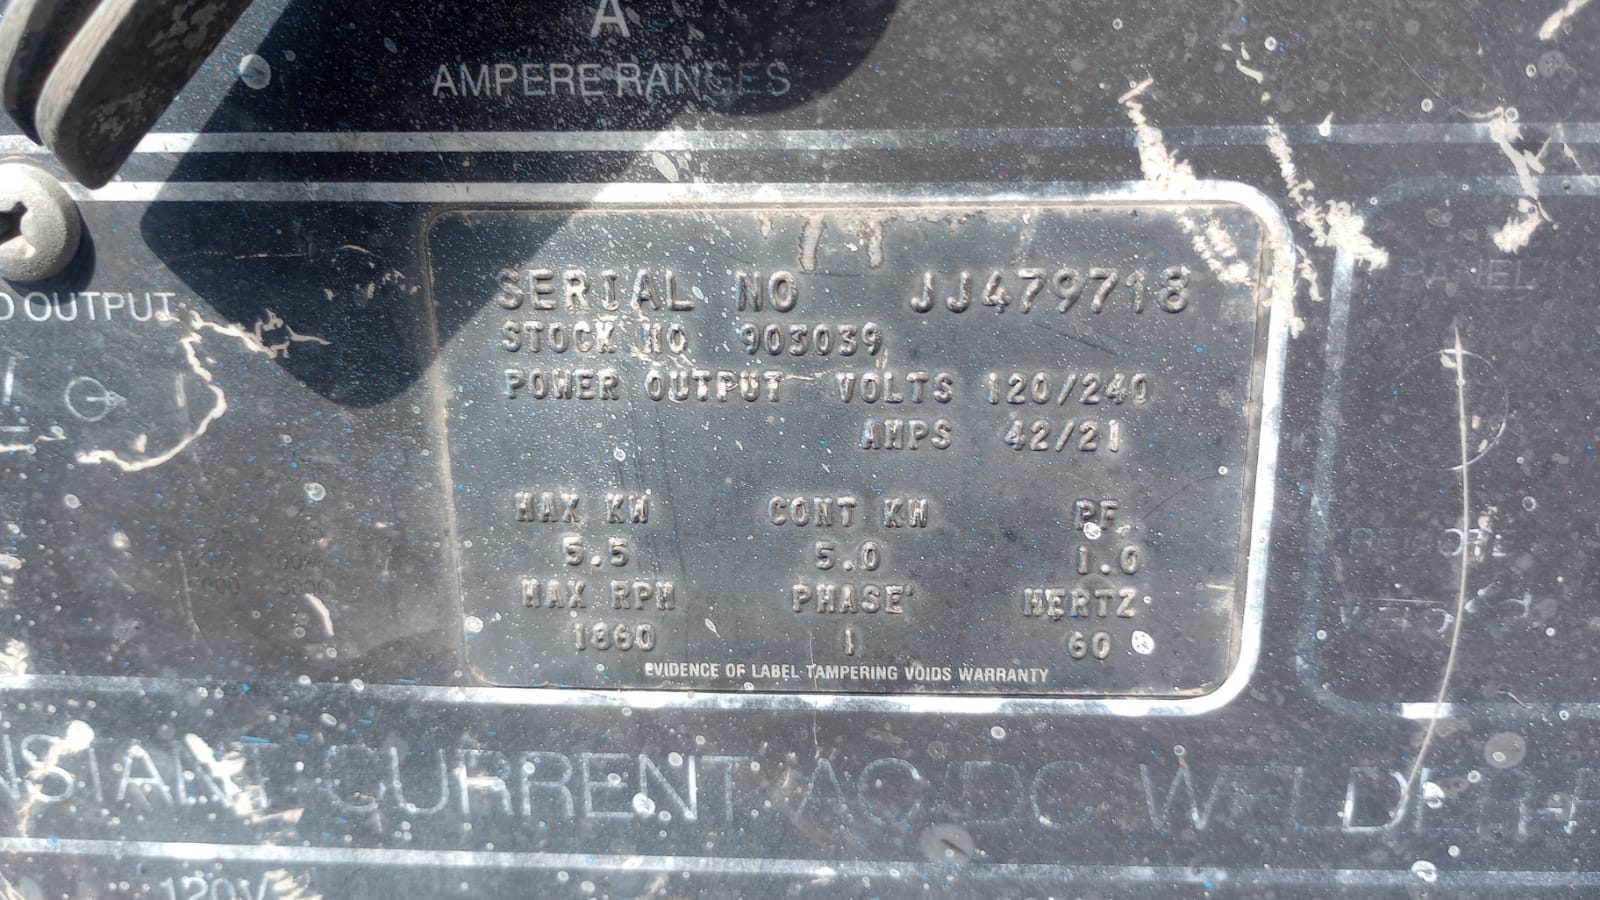 A
AMPERE RANGES
OUTPUT
PANEL
SERIAL NO JJ479718
STOCK NO 903039
POWER OUTPUT VOLTS 120/240
AMPS 42/21
MAX KW CONT KW PF
5.5 5.0 1.0
MAX RPM PHASE HERTZ
1860 1 60
EVIDENCE OF LABEL TAMPERING VOIDS WARRANTY
CURRENT AC/DC WELDER
120V